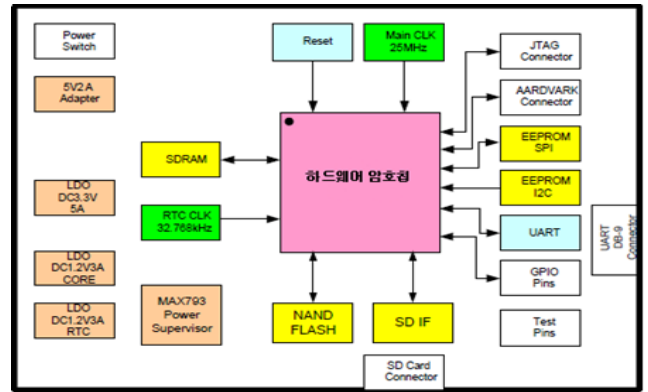 Power
Switch
Reset
Main CLK
25MHz
JTAG
Connector
5V2A
Adapter
AARDVARK
Connector
SDRAM
하드웨어 암호칩
EEPROM
SPI
EEPROM
I2C
LDO
DC3.3V
5A
RTC CLK
32.768kHz
UART
UART
DB-9
Connector
LDO
DC1.2V3A
CORE
GPIO
Pins
LDO
DC1.2V3A
RTC
MAX793
Power
Supervisor
NAND
FLASH
SD IF
Test
Pins
SD Card
Connector